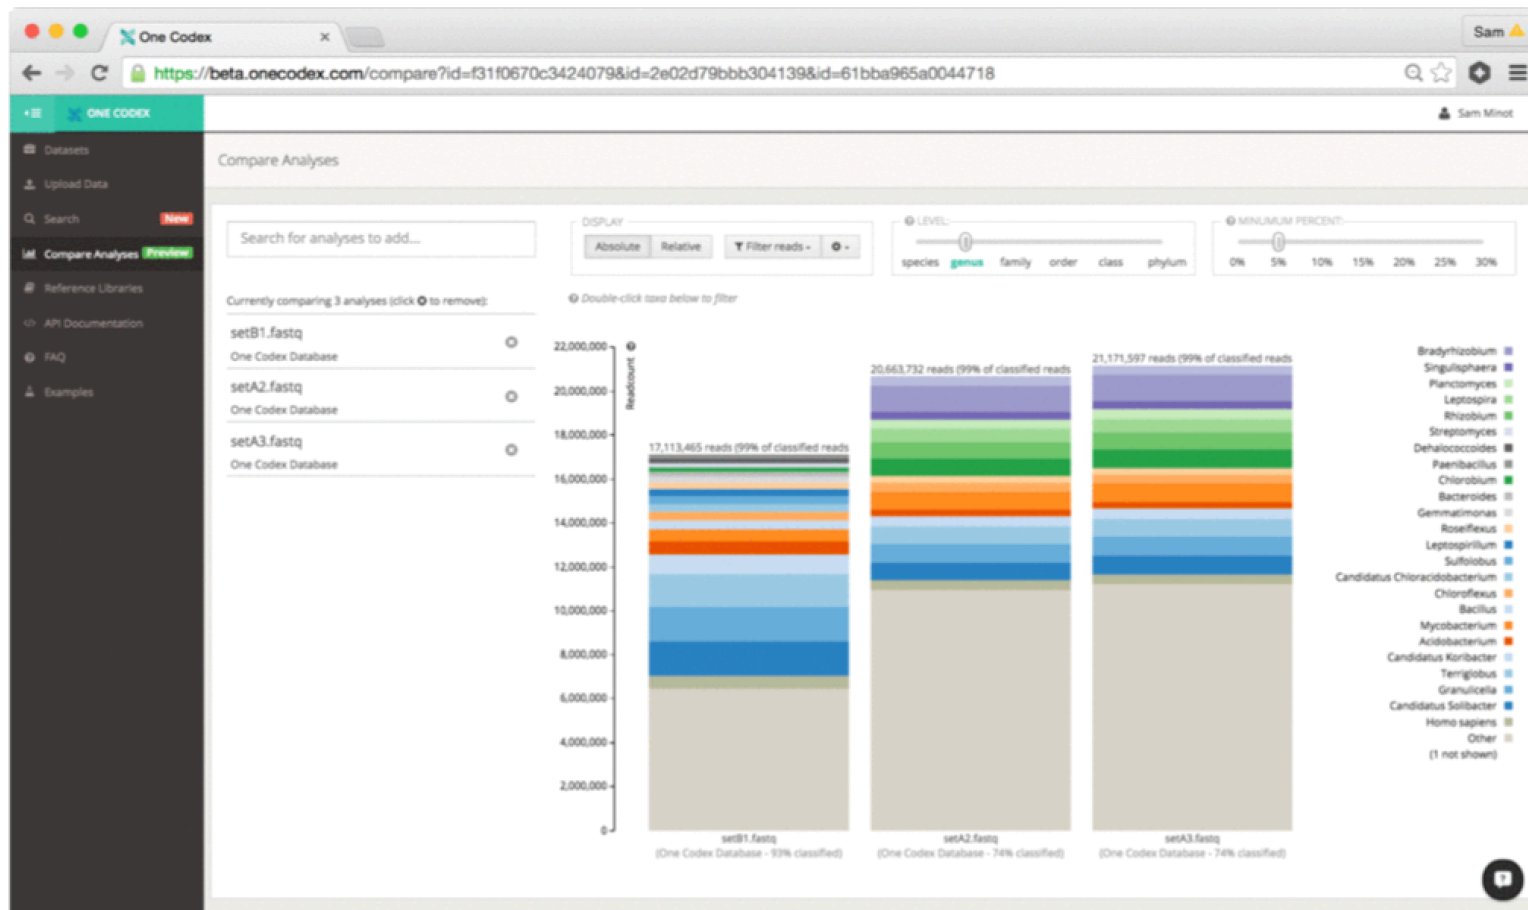 One Codex
Sam
https://beta.onecodex.com/compare?id=f31f0670c3424079&id=2e02d79bbb304139&id=61bba965a0044718
ONE CODEX
Sam Minot
Datasets
Upload Data
Search New
Compare Analyses Preview
Reference Libraries
API Documentation
FAQ
Examples
Compare Analyses
Search for analyses to add...
Currently comparing 3 analyses (click to remove):
setB1.fastq
One Codex Database
setA2.fastq
One Codex Database
setA3.fastq
One Codex Database
DISPLAY
Absolute Relative Filter reads
LEVEL:
species genus family order class phylum
MINIUMUM PERCENT:
0% 5% 10% 15% 20% 25% 30%
Double-click taxa below to filter
Readcount
22,000,000
20,000,000
18,000,000
16,000,000
14,000,000
12,000,000
10,000,000
8,000,000
6,000,000
4,000,000
2,000,000
0
17,113,465 reads (99% of classified reads
20,663,732 reads (99% of classified reads
21,171,597 reads (99% of classified reads
setB1.fastq
(One Codex Database - 93% classified)
setA2.fastq
(One Codex Database - 74% classified)
setA3.fastq
(One Codex Database - 74% classified)
Bradyrhizobium
Singulisphaera
Planctomyces
Leptospira
Rhizobium
Streptomyces
Dehalococcoides
Paenibacillus
Chlorobium
Bacteroides
Gemmatimonas
Roseiflexus
Leptospirillum
Sulfolobus
Candidatus Chloracidobacterium
Chloroflexus
Bacillus
Mycobacterium
Acidobacterium
Candidatus Koribacter
Terriglobus
Granulicella
Candidatus Solibacter
Homo sapiens
Other
(1 not shown)